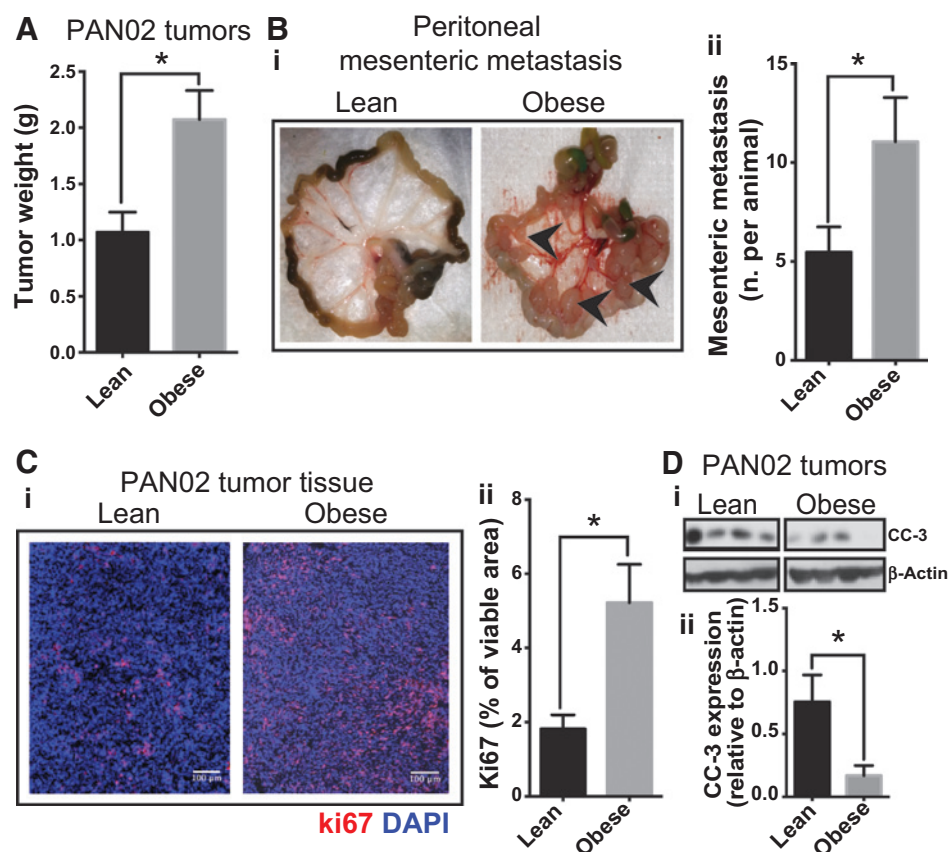 A
PAN02 tumors
Tumor weight (g)
2.5
2.0
1.5
1.0
0.5
0.0
*
Lean
Obese
B
Peritoneal
mesenteric metastasis
i
Lean
Obese
ii
Mesenteric metastasis
(n. per animal)
15
10
5
0
*
Lean
Obese
C
PAN02 tumor tissue
i
Lean
Obese
100 µm
100 µm
ki67 DAPI
ii
Ki67 (% of viable area)
8
6
4
2
0
*
Lean
Obese
D
PAN02 tumors
i
Lean
Obese
CC-3
β-Actin
ii
CC-3 expression
(relative to β-actin)
1.5
1.0
0.5
0.0
*
Lean
Obese